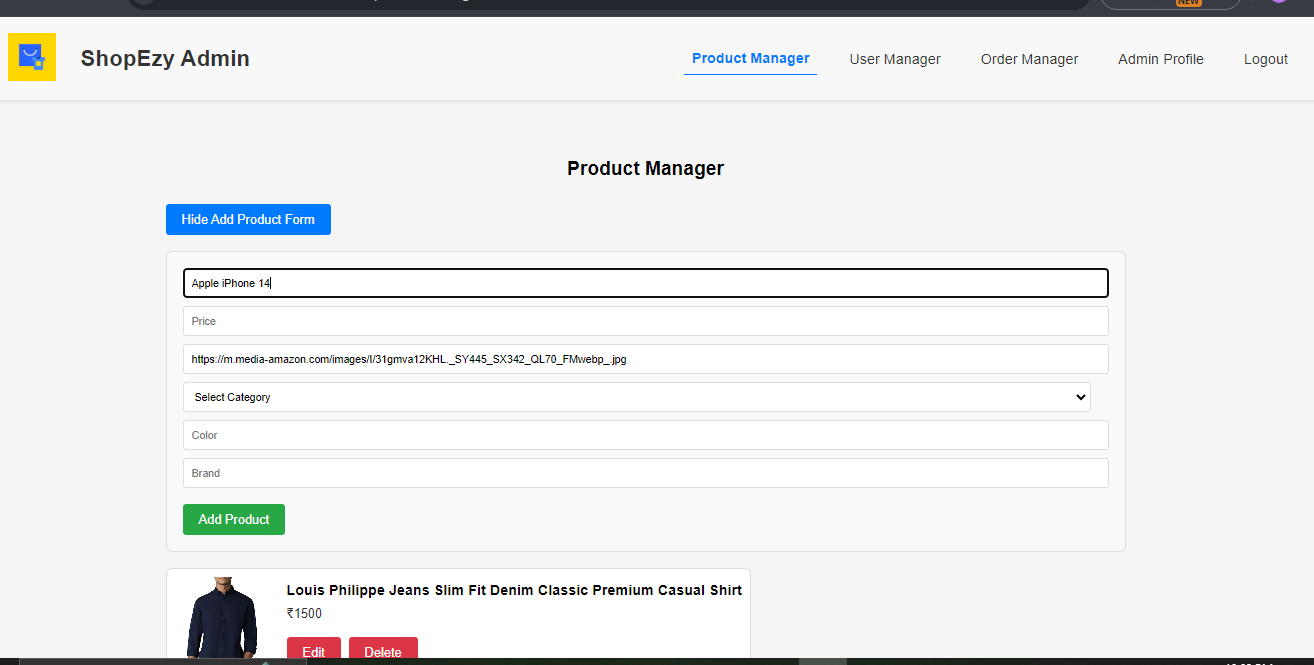 NEW
ShopEzy Admin
Product Manager
User Manager
Order Manager
Admin Profile
Logout
Product Manager
Hide Add Product Form
Apple iPhone 14
Price
https://m.media-amazon.com/images/I/31gmva12KHL._SY445_SX342_QL70_FMwebp_.jpg
Select Category
Color
Brand
Add Product
Louis Philippe Jeans Slim Fit Denim Classic Premium Casual Shirt
₹1500
Edit
Delete